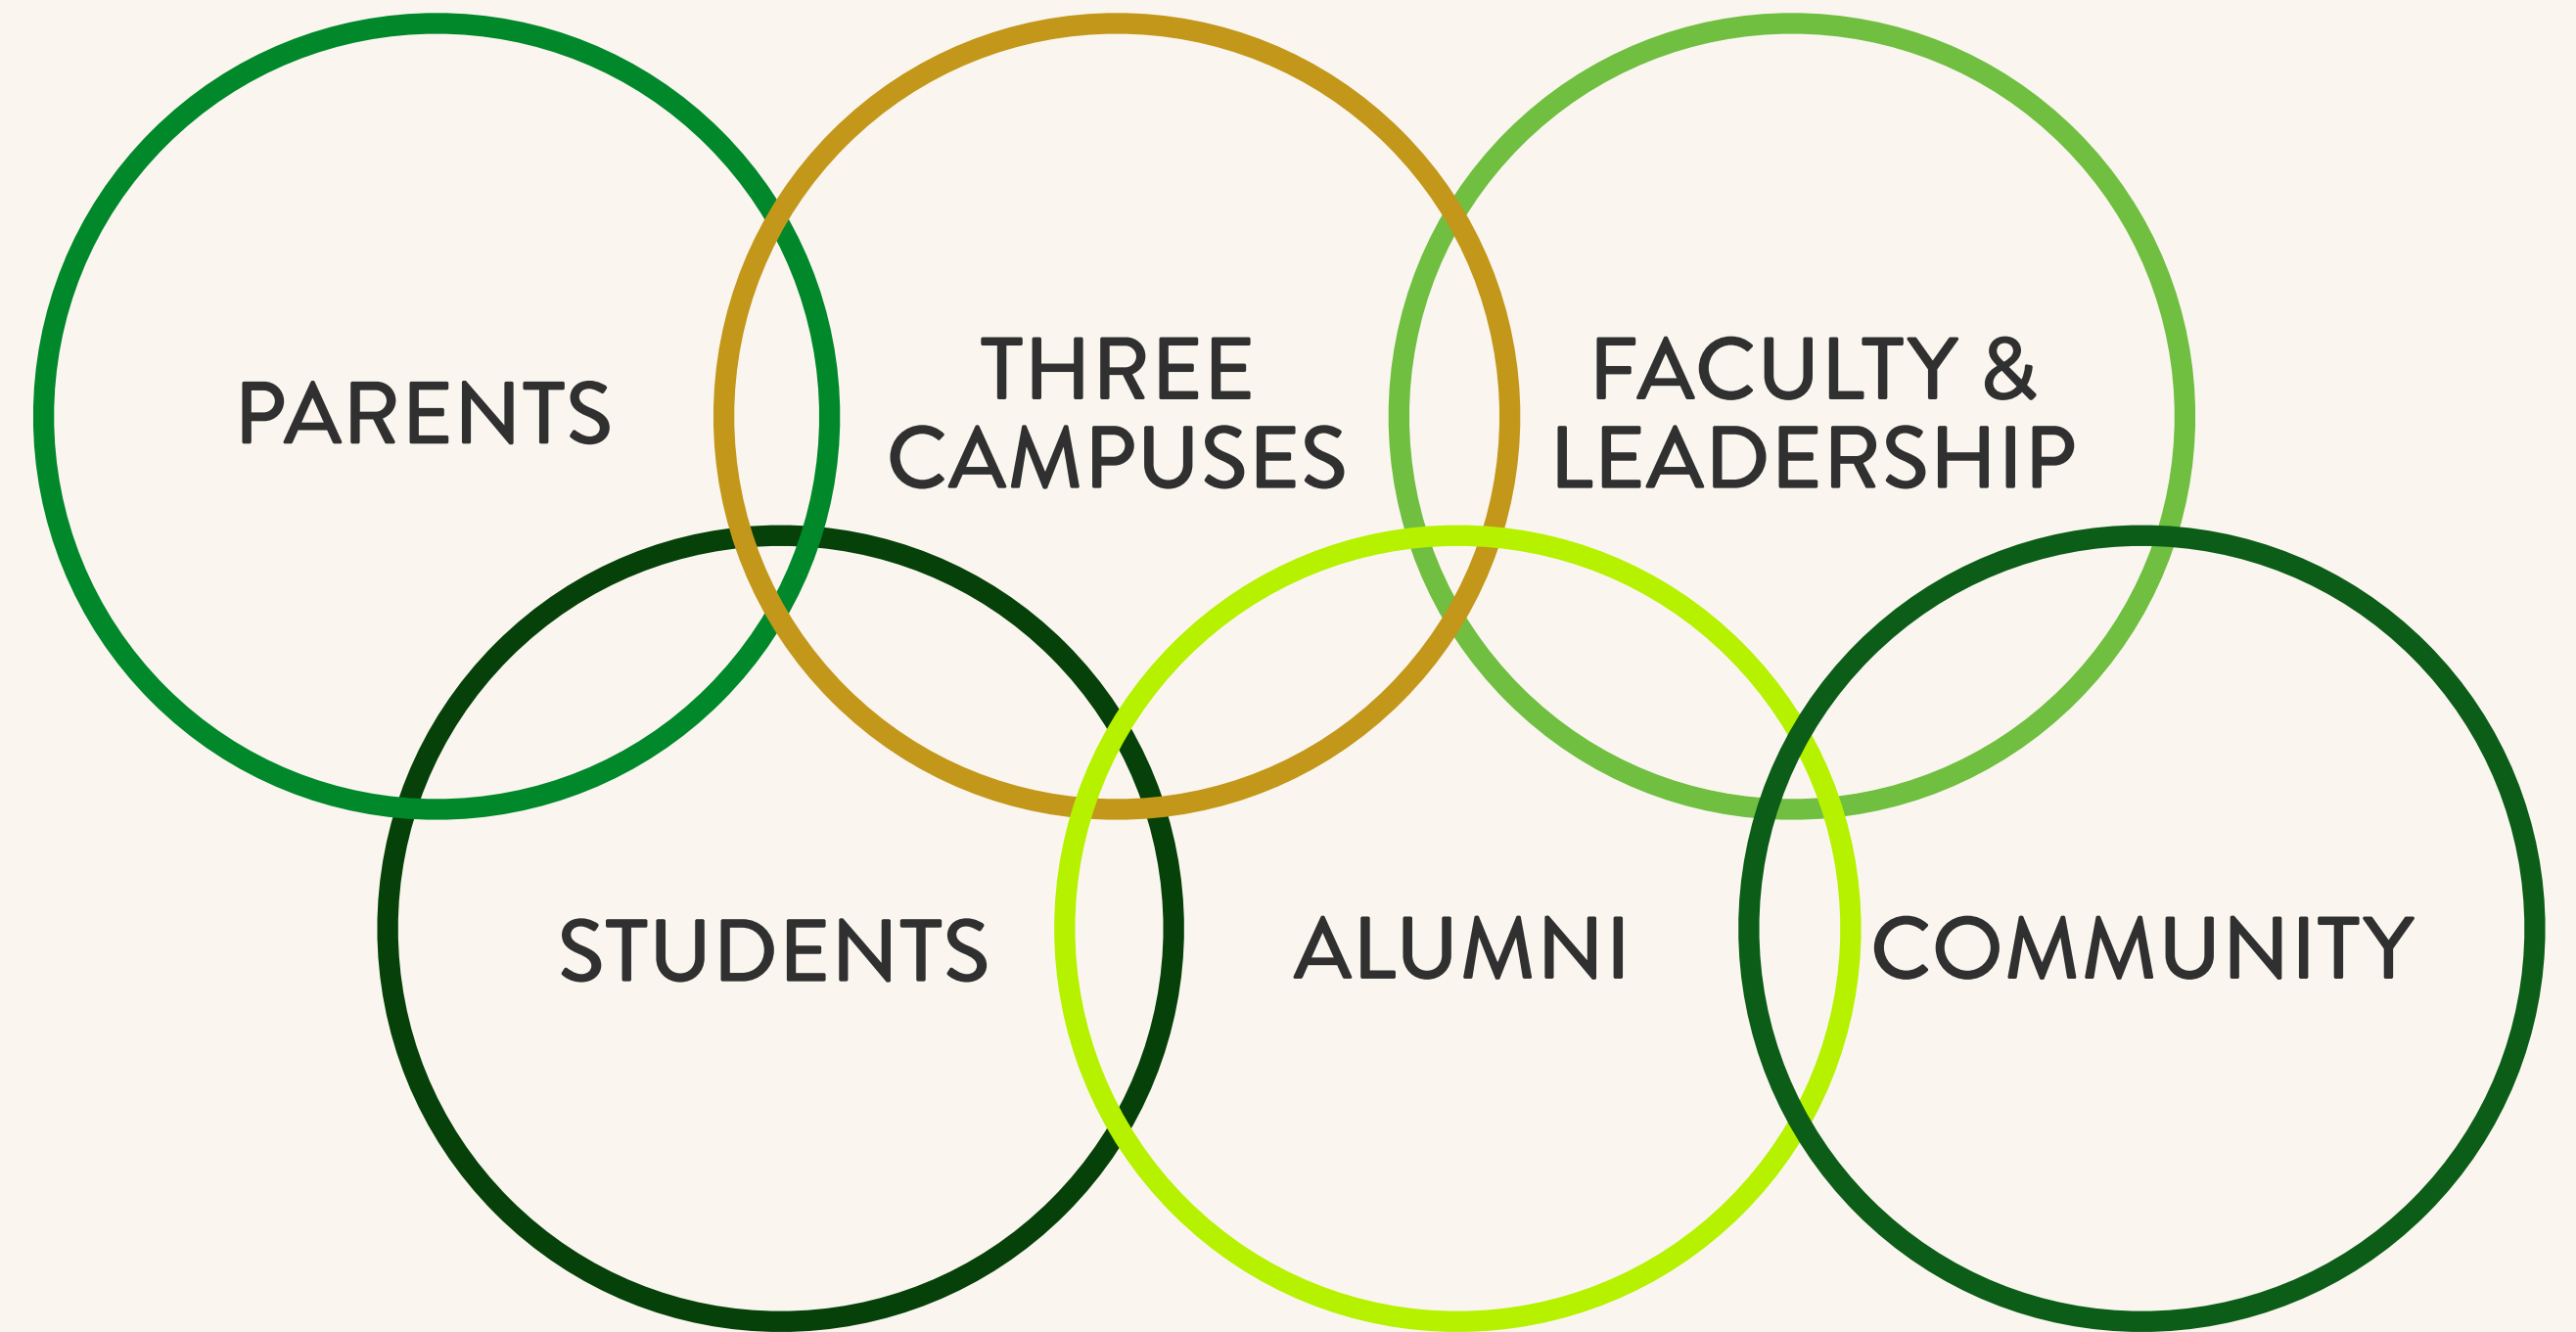 PARENTS
THREE
CAMPUSES
FACULTY &
LEADERSHIP
STUDENTS
ALUMNI
COMMUNITY